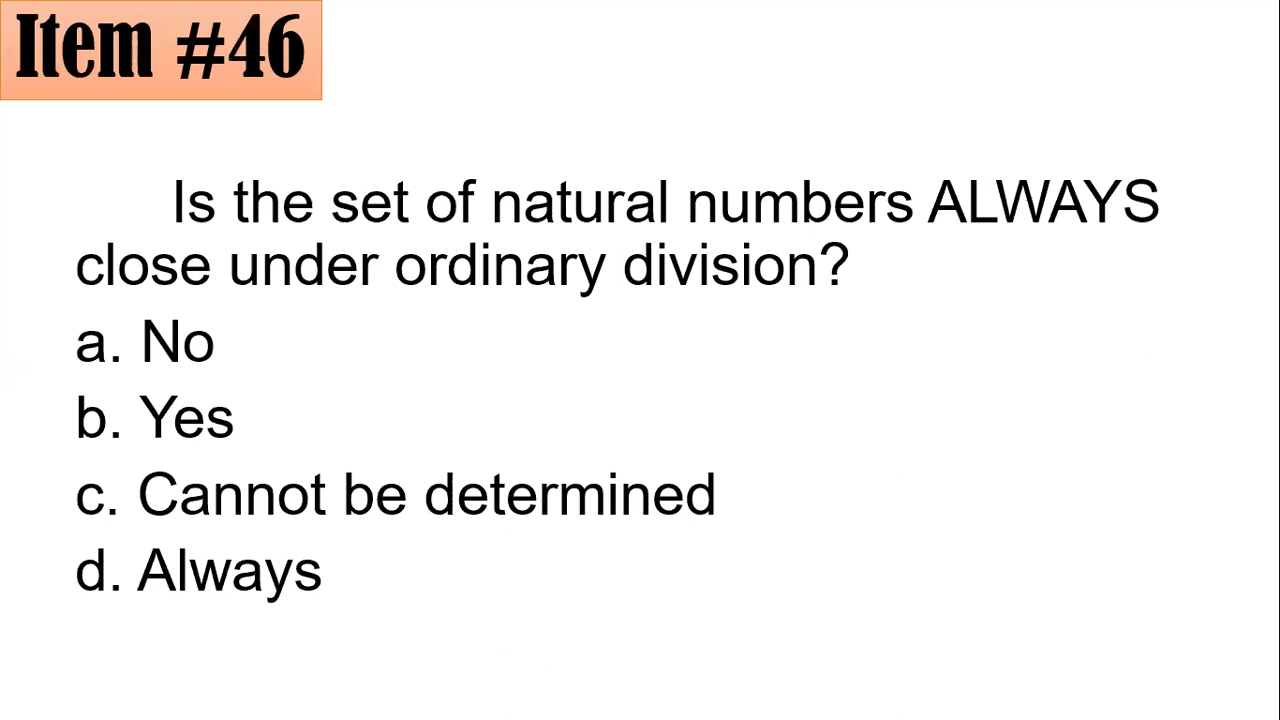 Item #46
Is the set of natural numbers ALWAYS
close under ordinary division?
a. No
b. Yes
c. Cannot be determined
d. Always